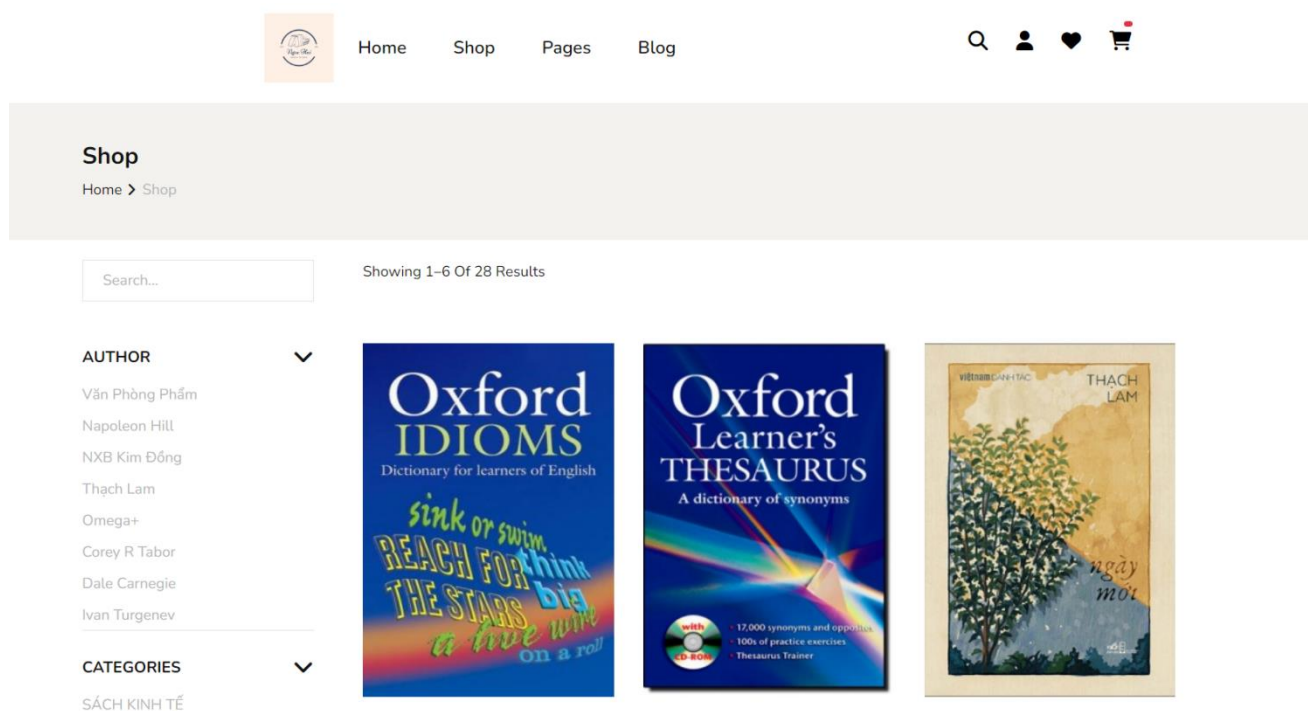 Home Shop Pages Blog
Shop
Home > Shop
Search...
Showing 1–6 Of 28 Results
AUTHOR
Văn Phòng Phẩm
Napoleon Hill
NXB Kim Đồng
Thạch Lam
Omega+
Corey R Tabor
Dale Carnegie
Ivan Turgenev
CATEGORIES
SÁCH KINH TẾ
Oxford
IDIOMS
Dictionary for learners of English
sink or swim
REACH FOR
THE STARS
think
big
a live wire
on a roll
Oxford
Learner's
THESAURUS
A dictionary of synonyms
with
CD-ROM
· 17,000 synonyms and opposites
· 100s of practice exercises
· Thesaurus Trainer
việtnam DANH TÁC
THẠCH
LAM
ngày
mới